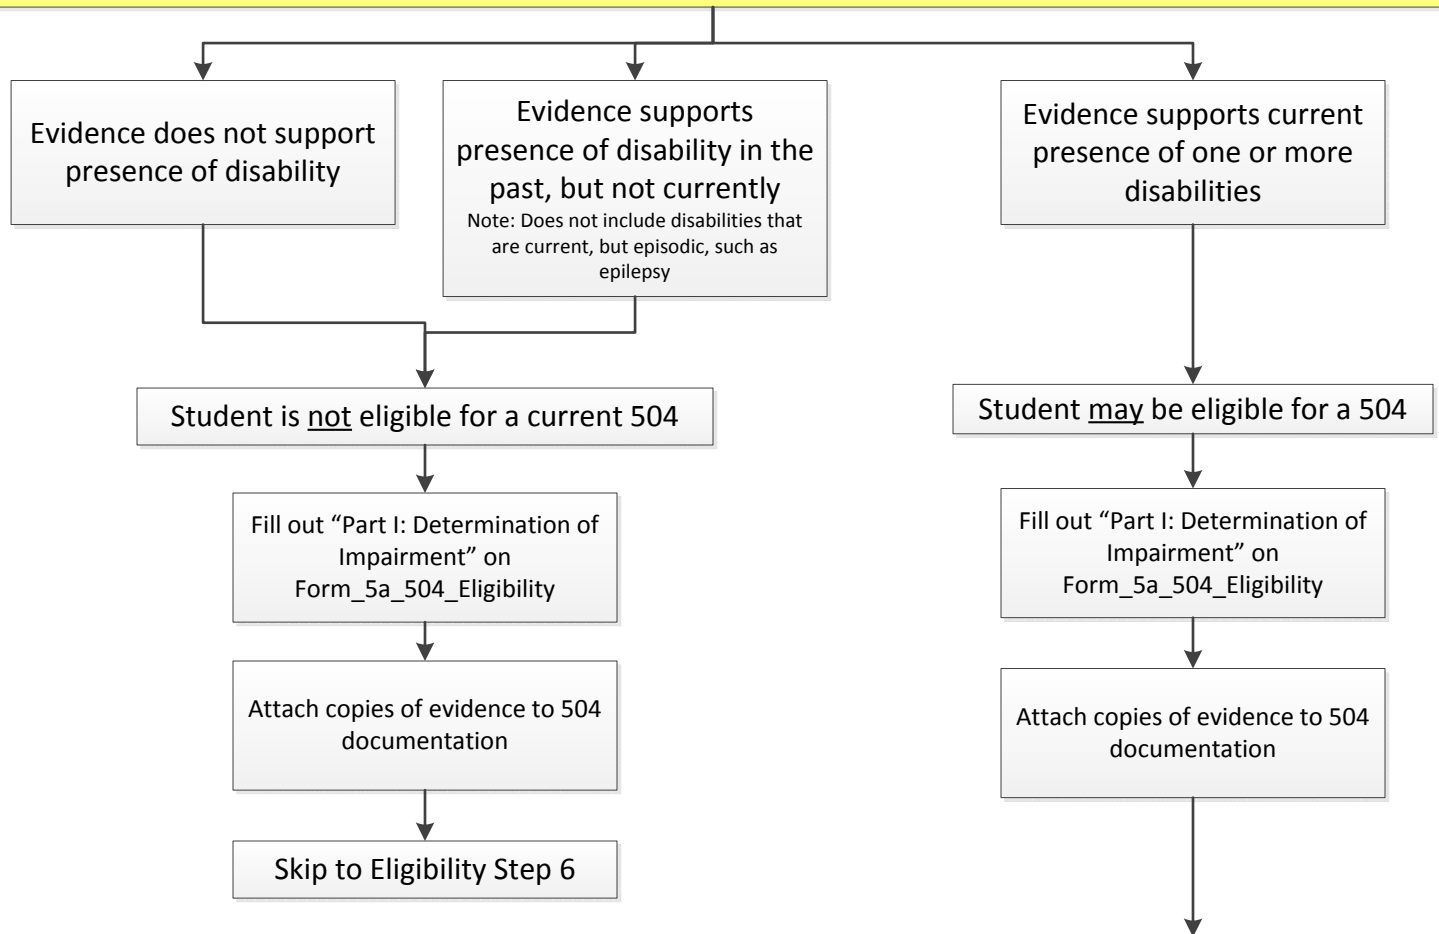 Evidence does not support
presence of disability
Evidence supports
presence of disability in the
past, but not currently
Note: Does not include disabilities that
are current, but episodic, such as
epilepsy
Evidence supports current
presence of one or more
disabilities
Student is not eligible for a current 504
Student may be eligible for a 504
Fill out “Part I: Determination of
Impairment” on
Form_5a_504_Eligibility
Fill out “Part I: Determination of
Impairment” on
Form_5a_504_Eligibility
Attach copies of evidence to 504
documentation
Attach copies of evidence to 504
documentation
Skip to Eligibility Step 6